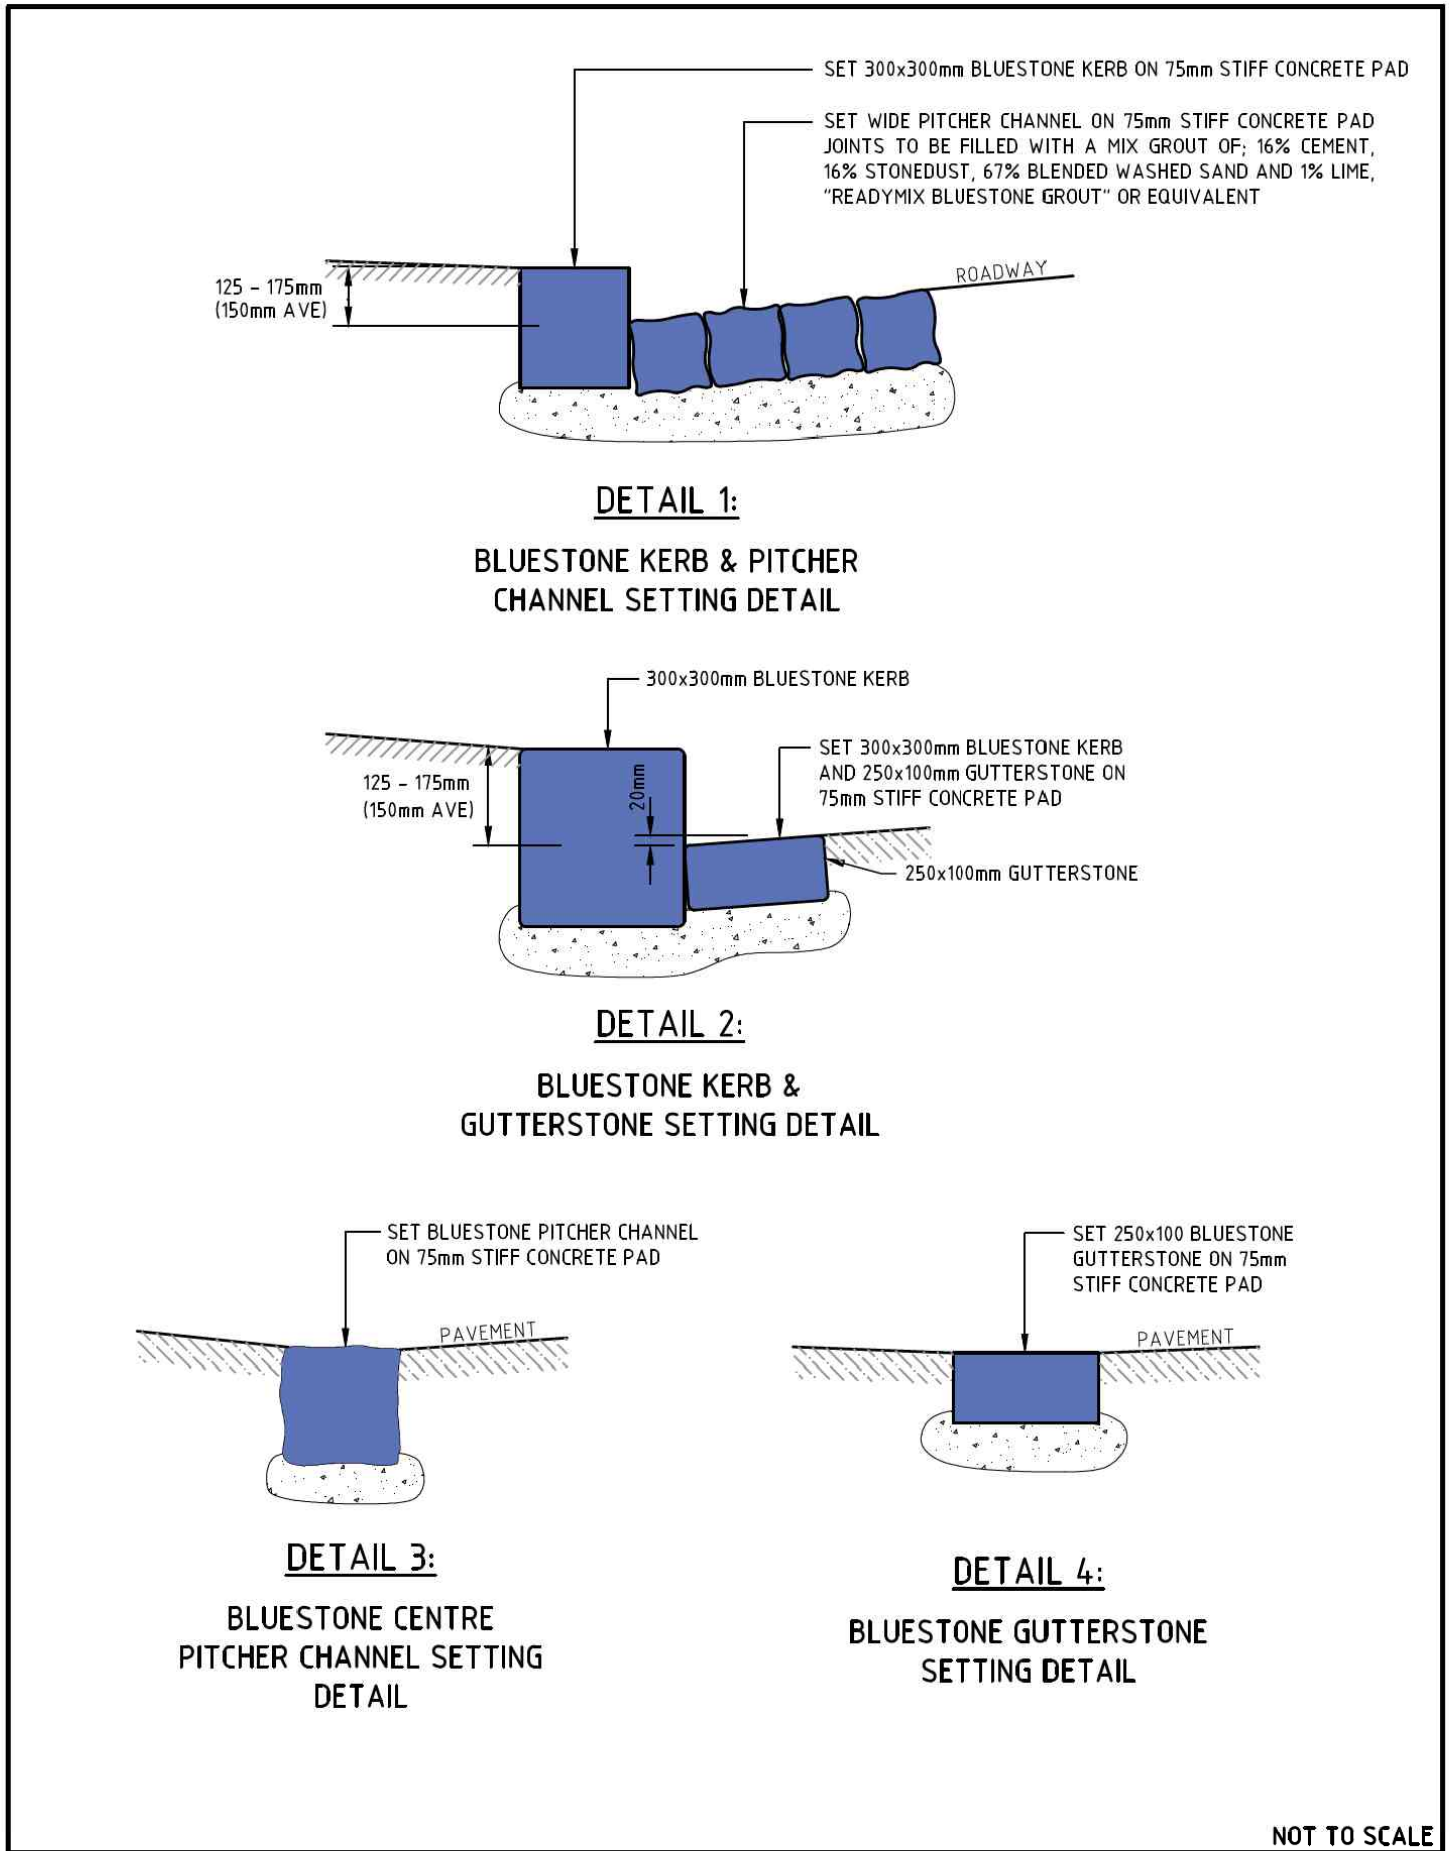 SET 300x300mm BLUESTONE KERB ON 75mm STIFF CONCRETE PAD
SET WIDE PITCHER CHANNEL ON 75mm STIFF CONCRETE PAD
JOINTS TO BE FILLED WITH A MIX GROUT OF; 16% CEMENT,
16% STONEDUST, 67% BLENDED WASHED SAND AND 1% LIME,
"READYMIX BLUESTONE GROUT" OR EQUIVALENT
ROADWAY
125 - 175mm
(150mm AVE)
DETAIL 1:
BLUESTONE KERB & PITCHER
CHANNEL SETTING DETAIL
300x300mm BLUESTONE KERB
SET 300x300mm BLUESTONE KERB
AND 250x100mm GUTTERSTONE ON
75mm STIFF CONCRETE PAD
125 - 175mm
(150mm AVE)
20mm
250x100mm GUTTERSTONE
DETAIL 2:
BLUESTONE KERB &
GUTTERSTONE SETTING DETAIL
SET BLUESTONE PITCHER CHANNEL
ON 75mm STIFF CONCRETE PAD
PAVEMENT
DETAIL 3:
BLUESTONE CENTRE
PITCHER CHANNEL SETTING
DETAIL
SET 250x100 BLUESTONE
GUTTERSTONE ON 75mm
STIFF CONCRETE PAD
PAVEMENT
DETAIL 4:
BLUESTONE GUTTERSTONE
SETTING DETAIL
NOT TO SCALE